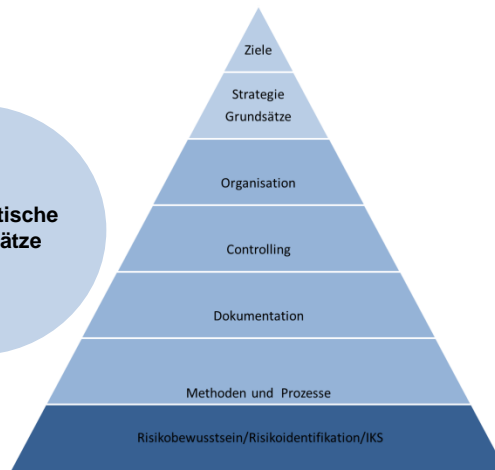 Ziele
Strategie
Grundsätze
Organisation
tische
ätze
Controlling
Dokumentation
Methoden und Prozesse
Risikobewusstsein/Risikoidentifikation/IKS